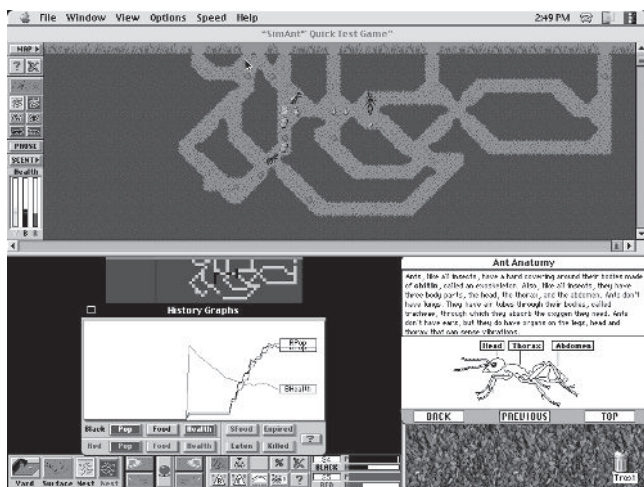 File Window View Options Speed Help 2:49 PM
"SimAnt" Quick Test Game"
MAP
?
PAUSE
SCENT
Health
B R
History Graphs
RPop
BHealth
Black Pop Food Health Sfood Expired
Red Pop Food Health Eaten Killed
?
Yard Surface Nest Nest
?
BLACK
RED
Ant Anatomy
Ants, like all insects, have a hard covering around their bodies made
of chitin, called an exoskeleton. Also, like all insects, they have
three body parts, the head, the thorax, and the abdomen. Ants don't
have lungs. They have air tubes through their bodies, called
tracheae, through which they absorb the oxygen they need. Ants
don't have ears, but they do have organs on the legs, head and
thorax that can sense vibrations.
Head Thorax Abdomen
BACK PREVIOUS TOP
Trash